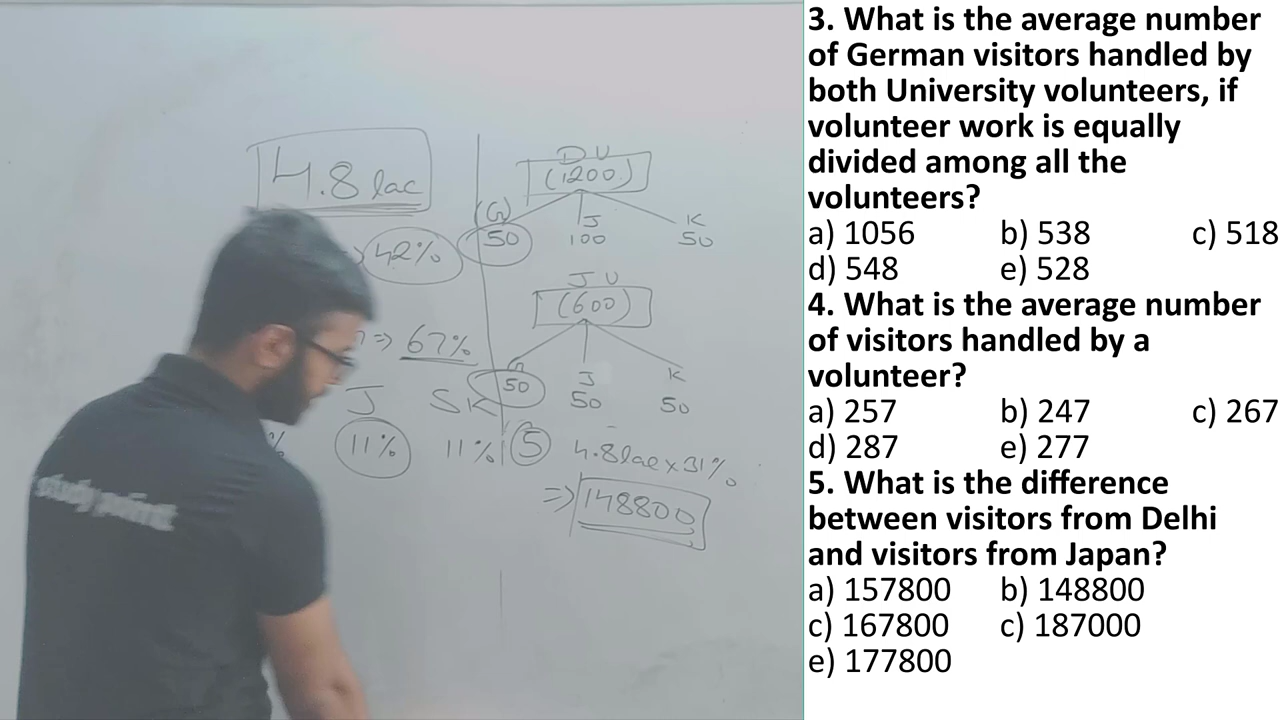 4.8 lac
42%
=> 67%
J SK
% 11% 11%
D U
(1200)
(G) J K
50 100 50
J U
(600)
G J K
50 50 50
5 4.8lac x 31%
=> 148800
study point
3. What is the average number
of German visitors handled by
both University volunteers, if
volunteer work is equally
divided among all the
volunteers?
a) 1056 b) 538 c) 518
d) 548 e) 528
4. What is the average number
of visitors handled by a
volunteer?
a) 257 b) 247 c) 267
d) 287 e) 277
5. What is the difference
between visitors from Delhi
and visitors from Japan?
a) 157800 b) 148800
c) 167800 c) 187000
e) 177800